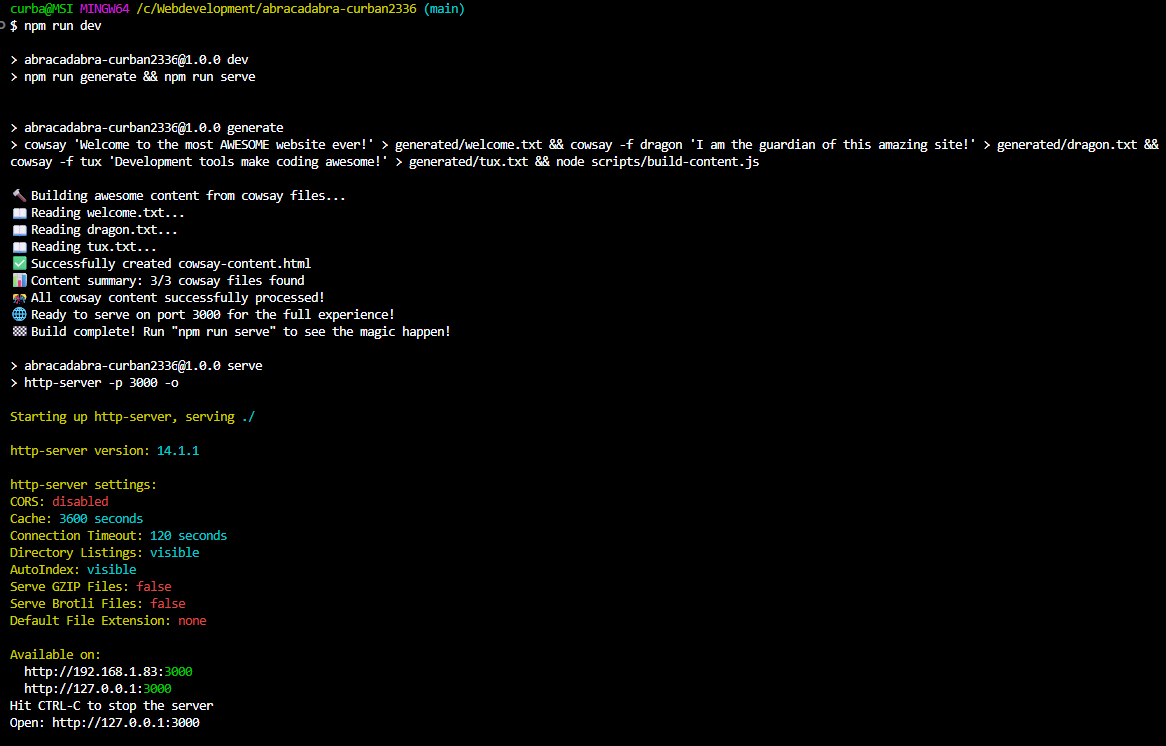 curba@MSI MINGW64 /c/Webdevelopment/abracadabra-curban2336 (main)
$ npm run dev
> abracadabra-curban2336@1.0.0 dev
> npm run generate && npm run serve
> abracadabra-curban2336@1.0.0 generate
> cowsay 'Welcome to the most AWESOME website ever!' > generated/welcome.txt && cowsay -f dragon 'I am the guardian of this amazing site!' > generated/dragon.txt &&
cowsay -f tux 'Development tools make coding awesome!' > generated/tux.txt && node scripts/build-content.js
🔨 Building awesome content from cowsay files...
📖 Reading welcome.txt...
📖 Reading dragon.txt...
📖 Reading tux.txt...
✅ Successfully created cowsay-content.html
📊 Content summary: 3/3 cowsay files found
🎉 All cowsay content successfully processed!
🌐 Ready to serve on port 3000 for the full experience!
🏁 Build complete! Run "npm run serve" to see the magic happen!
> abracadabra-curban2336@1.0.0 serve
> http-server -p 3000 -o
Starting up http-server, serving ./
http-server version: 14.1.1
http-server settings:
CORS: disabled
Cache: 3600 seconds
Connection Timeout: 120 seconds
Directory Listings: visible
AutoIndex: visible
Serve GZIP Files: false
Serve Brotli Files: false
Default File Extension: none
Available on:
  http://192.168.1.83:3000
  http://127.0.0.1:3000
Hit CTRL-C to stop the server
Open: http://127.0.0.1:3000